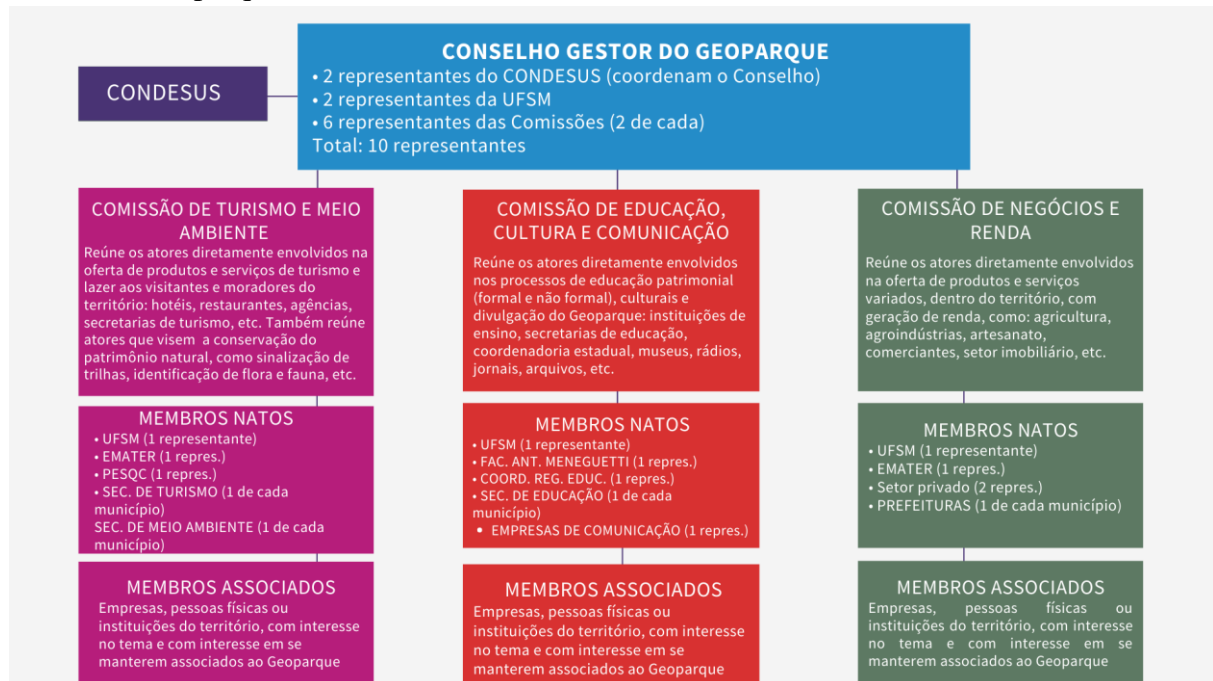 CONDESUS
CONSELHO GESTOR DO GEOPARQUE
• 2 representantes do CONDESUS (coordenam o Conselho)
• 2 representantes da UFSM
• 6 representantes das Comissões (2 de cada)
Total: 10 representantes
COMISSÃO DE TURISMO E MEIO
AMBIENTE
Reúne os atores diretamente envolvidos na
oferta de produtos e serviços de turismo e
lazer aos visitantes e moradores do
território: hotéis, restaurantes, agências,
secretarias de turismo, etc. Também reúne
atores que visem a conservação do
patrimônio natural, como sinalização de
trilhas, identificação de flora e fauna, etc.
MEMBROS NATOS
• UFSM (1 representante)
• EMATER (1 repres.)
• PESQC (1 repres.)
• SEC. DE TURISMO (1 de cada
município)
SEC. DE MEIO AMBIENTE (1 de cada
município)
MEMBROS ASSOCIADOS
Empresas, pessoas físicas ou
instituições do território, com interesse
no tema e com interesse em se
manterem associados ao Geoparque
COMISSÃO DE EDUCAÇÃO,
CULTURA E COMUNICAÇÃO
Reúne os atores diretamente envolvidos
nos processos de educação patrimonial
(formal e não formal), culturais e
divulgação do Geoparque: instituições de
ensino, secretarias de educação,
coordenadoria estadual, museus, rádios,
jornais, arquivos, etc.
MEMBROS NATOS
• UFSM (1 representante)
• FAC. ANT. MENEGUETTI (1 repres.)
• COORD. REG. EDUC. (1 repres.)
• SEC. DE EDUCAÇÃO (1 de cada
município)
• EMPRESAS DE COMUNICAÇÃO (1 repres.)
MEMBROS ASSOCIADOS
Empresas, pessoas físicas ou
instituições do território, com interesse
no tema e com interesse em se
manterem associados ao Geoparque
COMISSÃO DE NEGÓCIOS E
RENDA
Reúne os atores diretamente envolvidos
na oferta de produtos e serviços
variados, dentro do território, com
geração de renda, como: agricultura,
agroindústrias, artesanato,
comerciantes, setor imobiliário, etc.
MEMBROS NATOS
• UFSM (1 representante)
• EMATER (1 repres.)
• Setor privado (2 repres.)
• PREFEITURAS (1 de cada município)
MEMBROS ASSOCIADOS
Empresas, pessoas físicas ou
instituições do território, com interesse
no tema e com interesse em se
manterem associados ao Geoparque